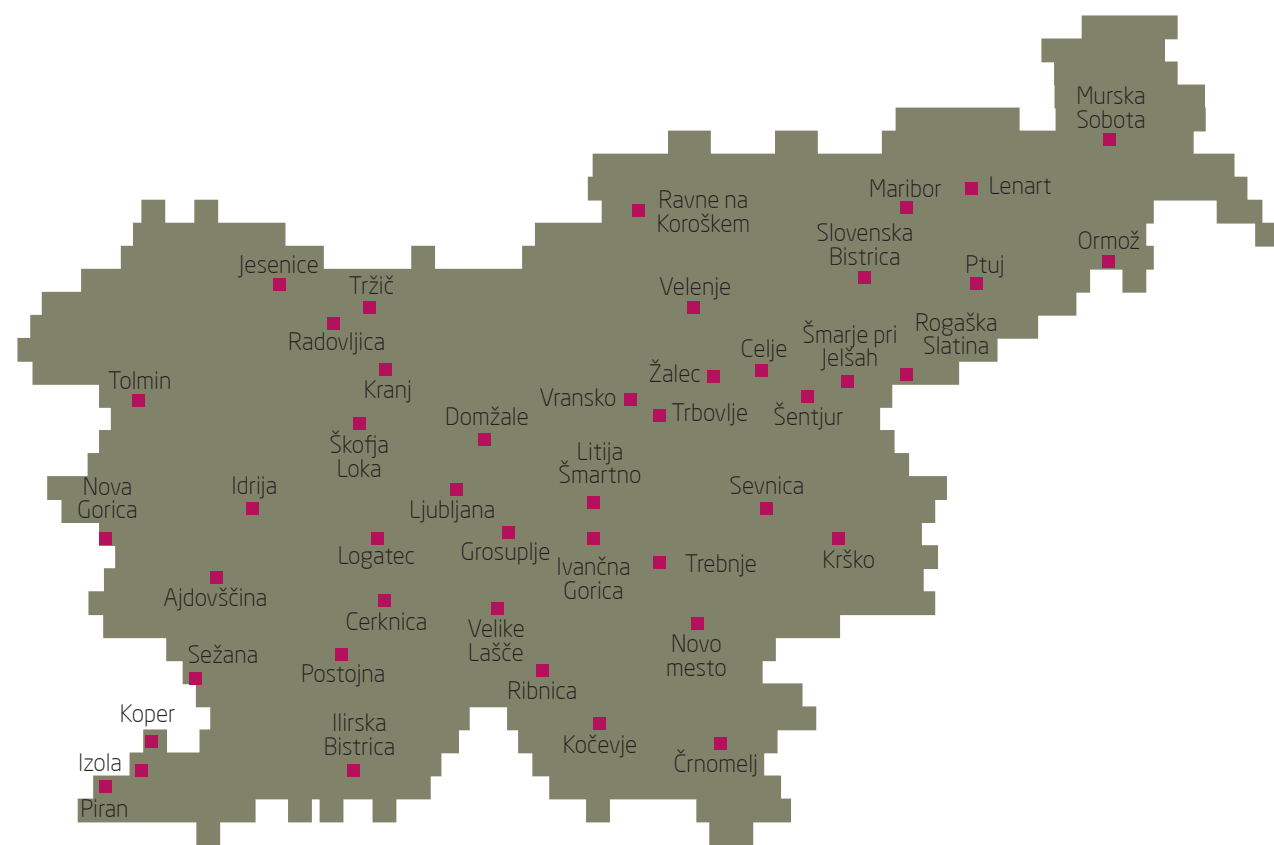 Murska
Sobota
Maribor
Lenart
Ravne na
Koroškem
Slovenska
Bistrica
Ormož
Jesenice
Tržič
Ptuj
Velenje
Radovljica
Rogaška
Slatina
Šmarje pri
Jelšah
Celje
Žalec
Tolmin
Kranj
Vransko
Trbovlje
Šentjur
Domžale
Škofja
Loka
Litija
Šmartno
Nova
Gorica
Idrija
Sevnica
Ljubljana
Logatec
Grosuplje
Ivančna
Gorica
Trebnje
Krško
Ajdovščina
Cerknica
Velike
Lašče
Novo
mesto
Sežana
Postojna
Ribnica
Koper
Ilirska
Bistrica
Kočevje
Črnomelj
Izola
Piran